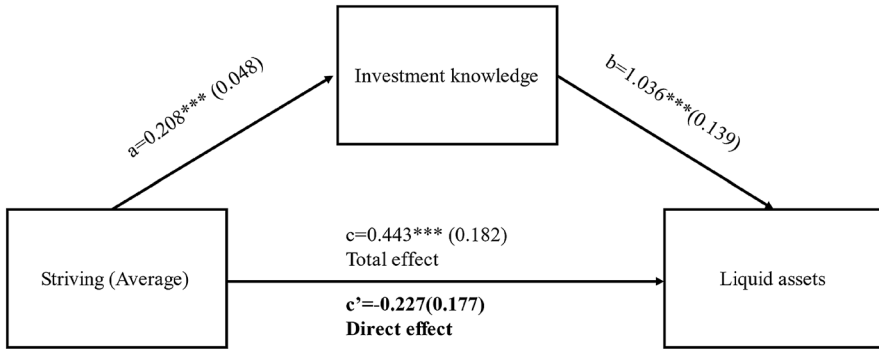 Investment knowledge
a=0.208*** (0.048)
b=1.036***(0.139)
Striving (Average)
c=0.443*** (0.182)
Total effect
c’=-0.227(0.177)
Direct effect
Liquid assets